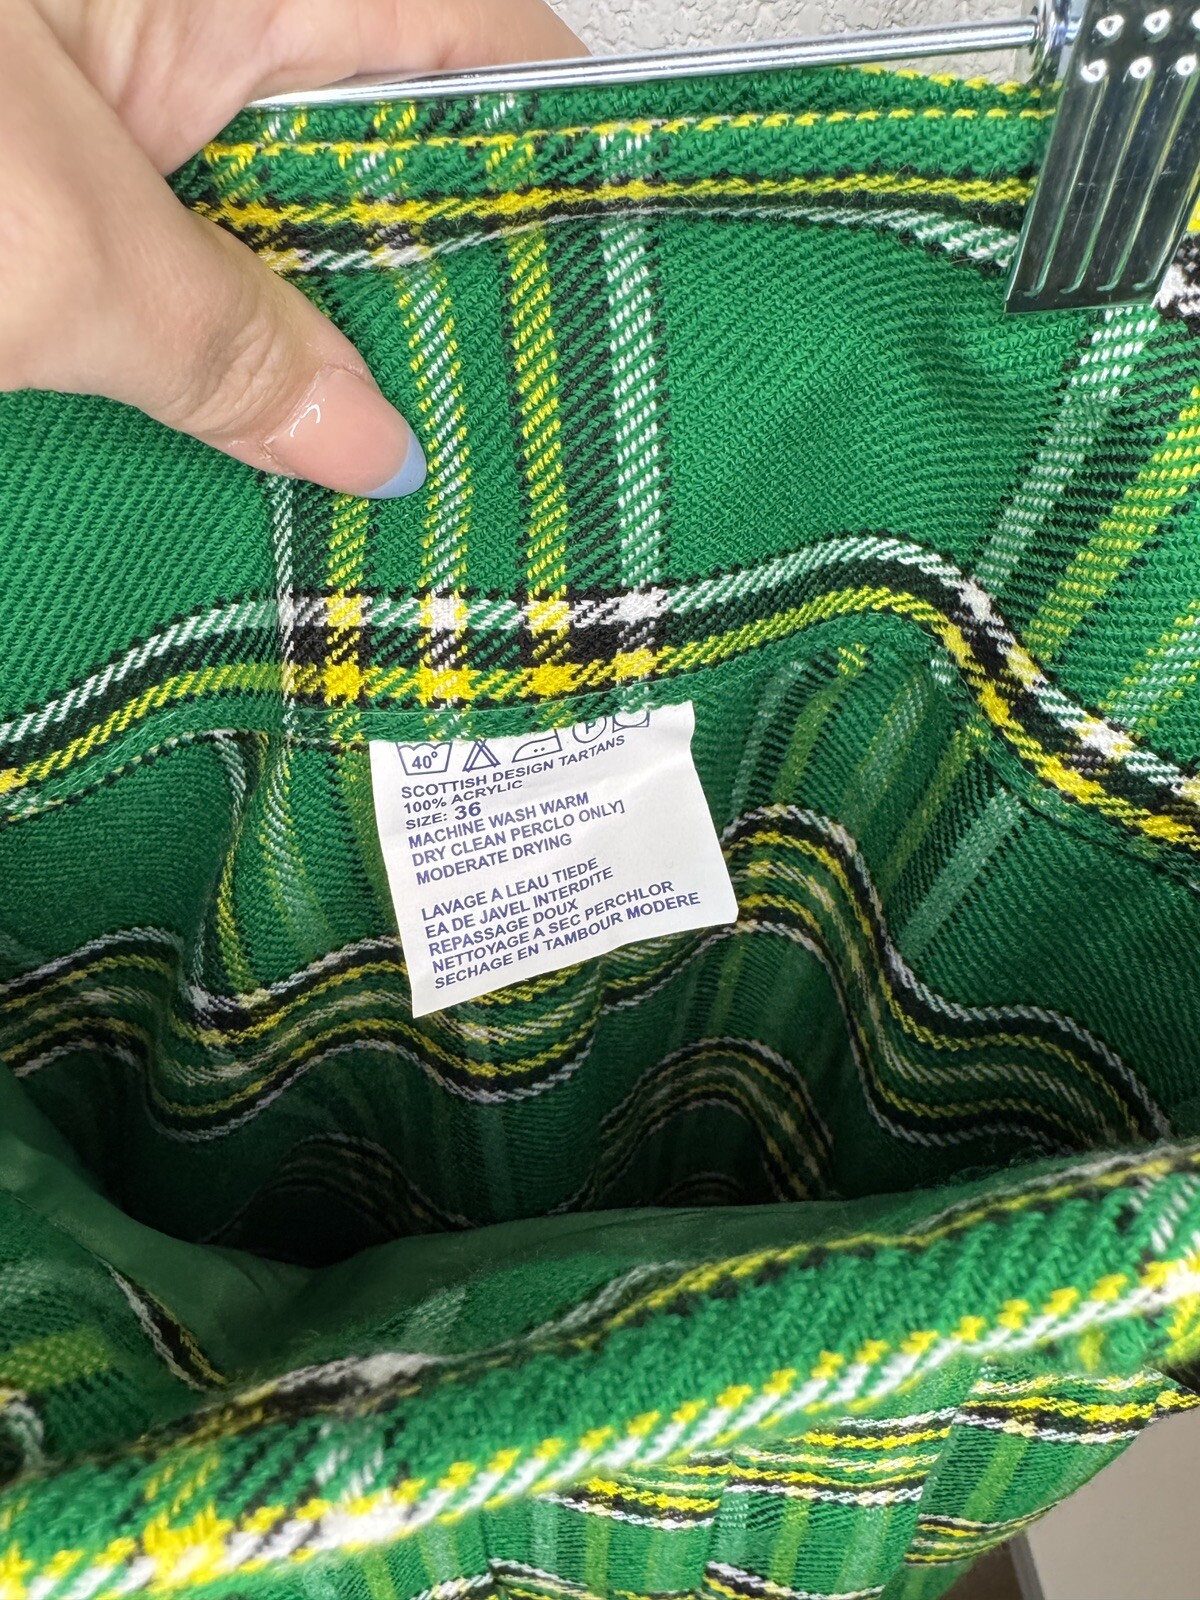 40° P
SCOTTISH DESIGN TARTANS
100% ACRYLIC
SIZE: 36
MACHINE WASH WARM
DRY CLEAN PERCLO ONLY]
MODERATE DRYING
LAVAGE A LEAU TIEDE
EA DE JAVEL INTERDITE
REPASSAGE DOUX
NETTOYAGE A SEC PERCHLOR
SECHAGE EN TAMBOUR MODERE